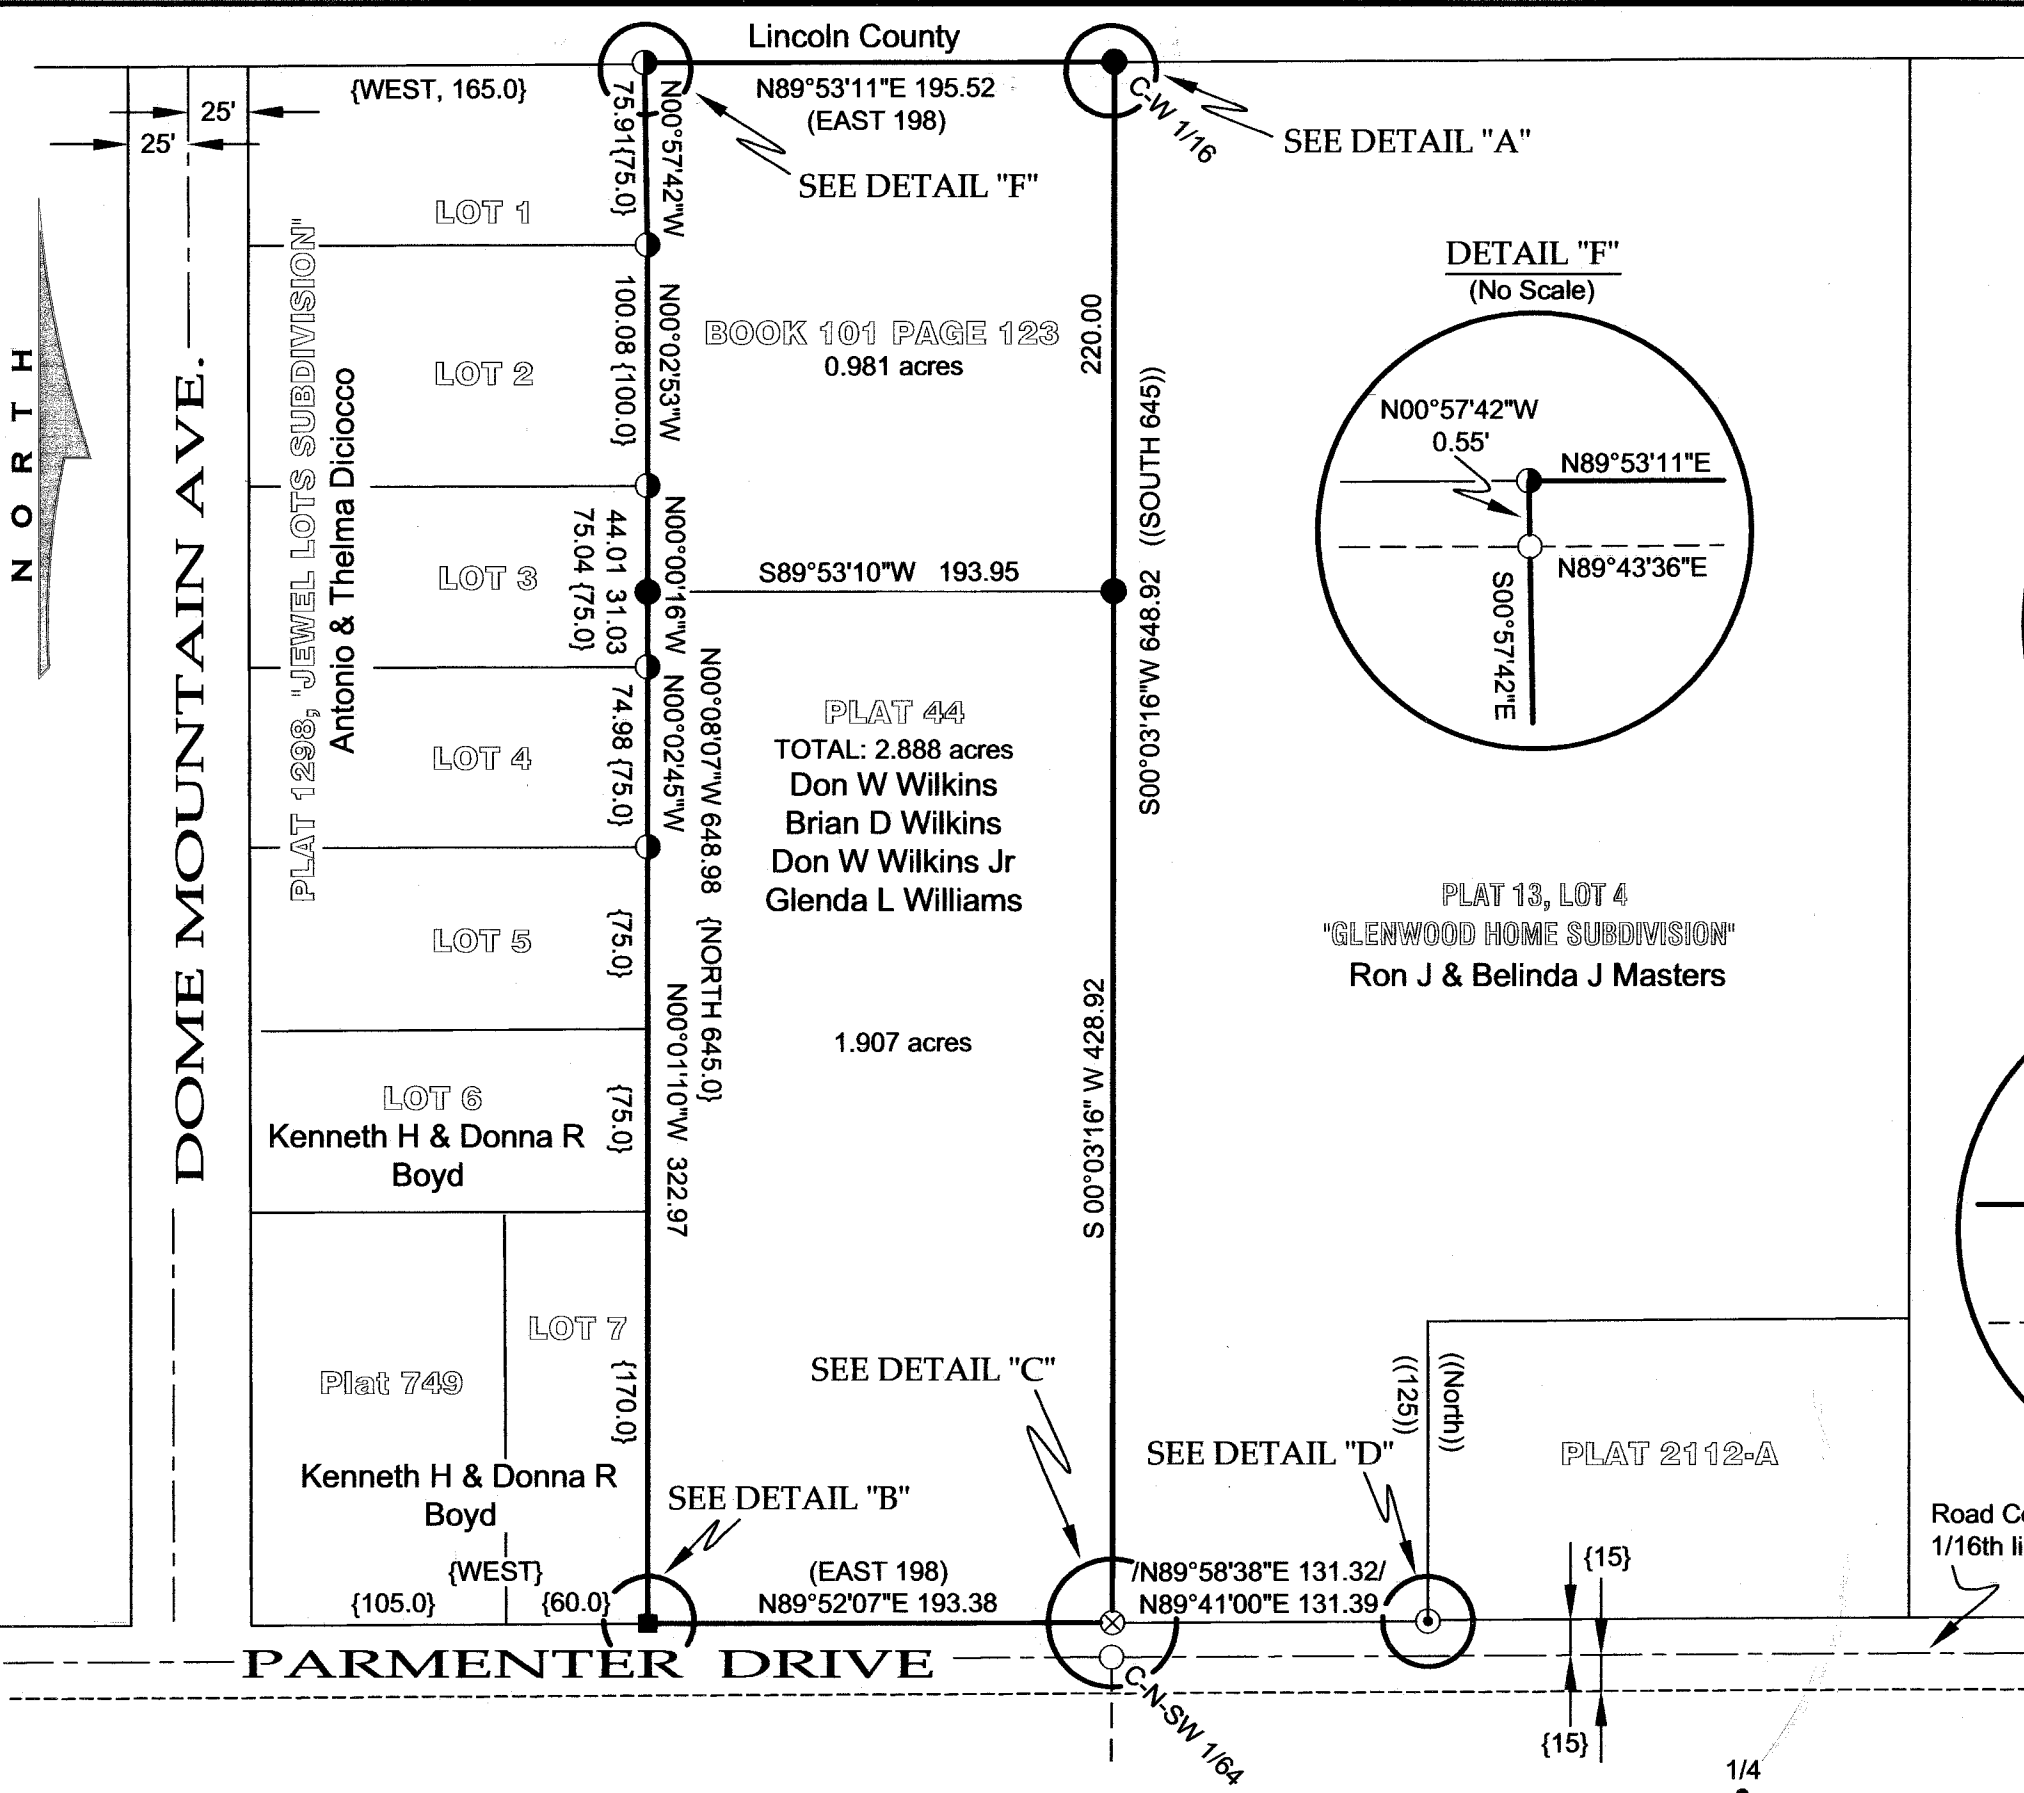 Lincoln County
{WEST, 165.0}
N89°53'11"E 195.52
(EAST 198)
25'
25'
C-W 1/16
SEE DETAIL "A"
SEE DETAIL "F"
N00°57'42"W
75.91{75.0}
LOT 1
DETAIL "F"
(No Scale)
N00°57'42"W
0.55'
N89°53'11"E
N89°43'36"E
S00°57'42"E
NORTH
DOME MOUNTAIN AVE.
PLAT 1298, "JEWEL LOTS SUBDIVISION"
Antonio & Thelma Diciocco
N00°02'53"W
100.08 {100.0}
LOT 2
BOOK 101 PAGE 123
0.981 acres
220.00
((SOUTH 645))
S00°03'16"W 648.92
N00°00'16"W
44.01 31.03
75.04 {75.0}
LOT 3
S89°53'10"W 193.95
N00°02'45"W
74.98 {75.0}
LOT 4
N00°08'07"W 648.98 {NORTH 645.0}
PLAT 44
TOTAL: 2.888 acres
Don W Wilkins
Brian D Wilkins
Don W Wilkins Jr
Glenda L Williams
PLAT 13, LOT 4
"GLENWOOD HOME SUBDIVISION"
Ron J & Belinda J Masters
LOT 5
{75.0}
N00°01'10"W 322.97
1.907 acres
S 00°03'16" W 428.92
LOT 6
{75.0}
Kenneth H & Donna R
Boyd
LOT 7
{170.0}
Plat 749
Kenneth H & Donna R
Boyd
SEE DETAIL "C"
SEE DETAIL "D"
SEE DETAIL "B"
((North))
((125))
PLAT 2112-A
Road C
1/16th li
{WEST}
{105.0}
{60.0}
(EAST 198)
N89°52'07"E 193.38
/N89°58'38"E 131.32/
N89°41'00"E 131.39
{15}
{15}
PARMENTER DRIVE
C-N-SW 1/64
1/4